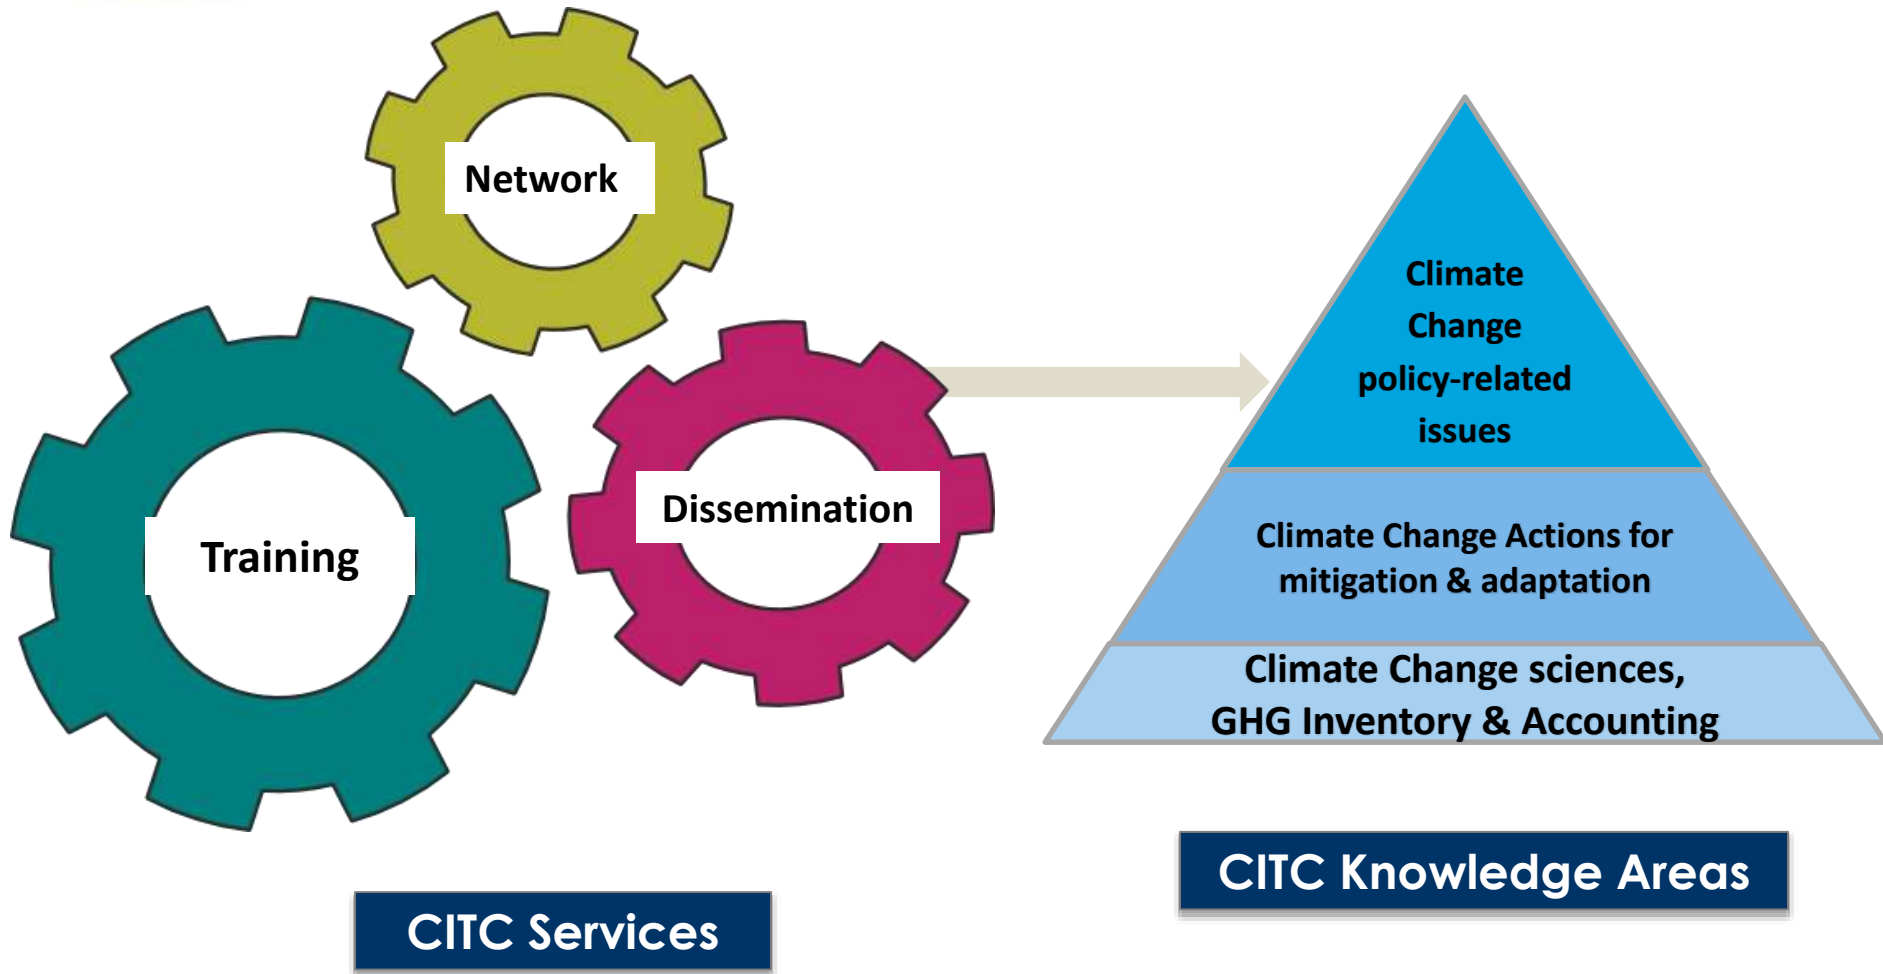 Network
Training
Dissemination
CITC Services
Climate
Change
policy-related
issues
Climate Change Actions for
mitigation & adaptation
Climate Change sciences,
GHG Inventory & Accounting
CITC Knowledge Areas